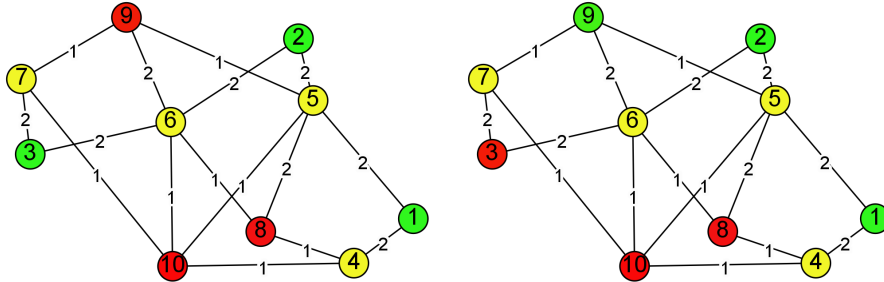 9 2 9 2
1 1 2 1 1 2
7 2 2 7 2 2
5 5
2 6 2 6
2 2
3 3
1 1 1 2 2 1 1 1 2 2
1 1
1 1
8 2 8 2
1 1
10 1 4 10 1 4